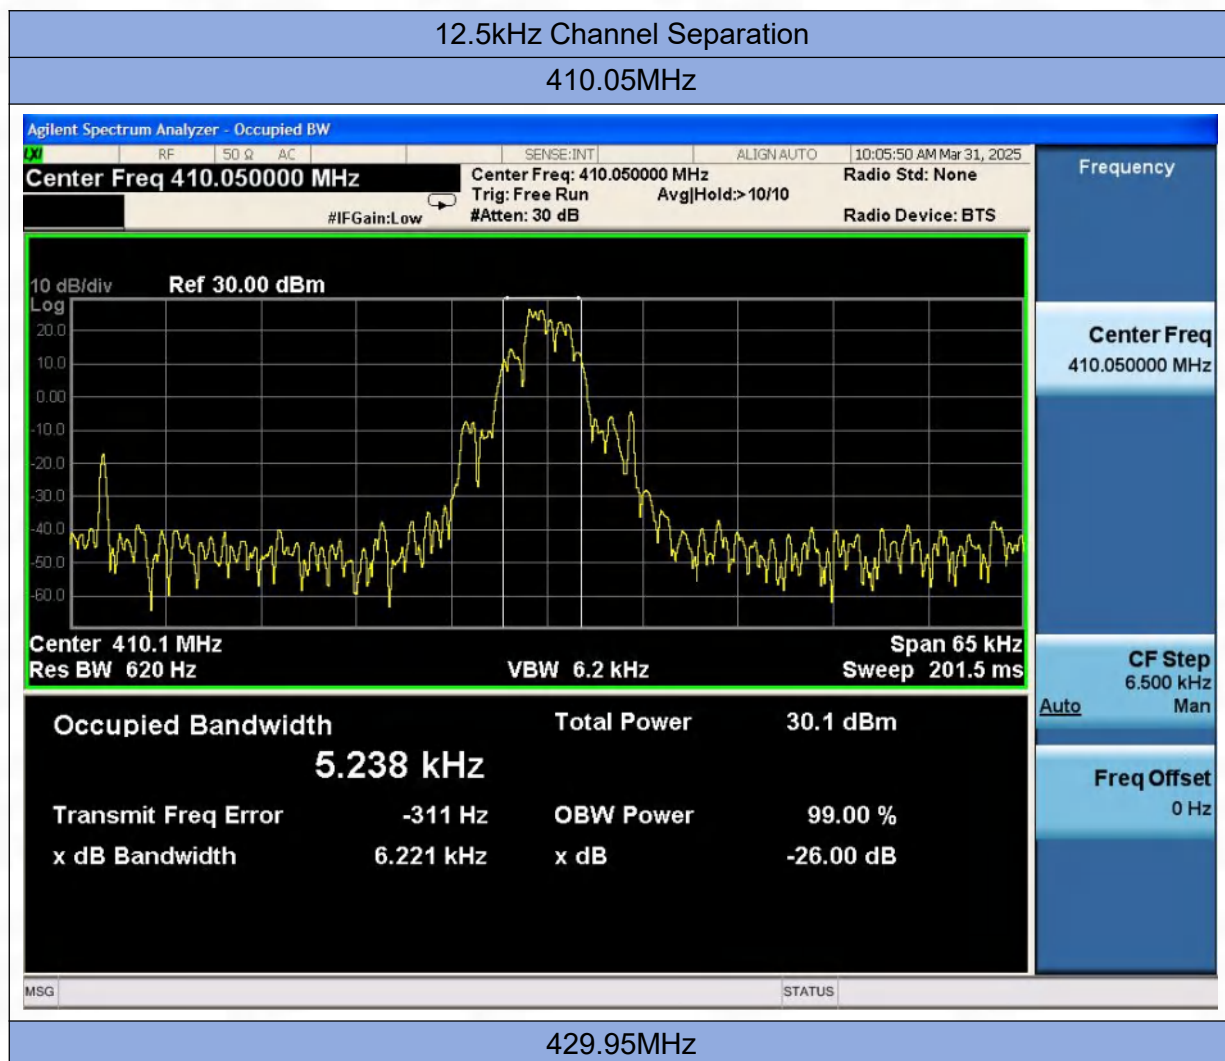 12.5kHz Channel Separation
410.05MHz
Agilent Spectrum Analyzer - Occupied BW
LXI RF 50 Ω AC SENSE:INT ALIGN AUTO 10:05:50 AM Mar 31, 2025
Center Freq 410.050000 MHz
#IFGain:Low
Center Freq: 410.050000 MHz
Trig: Free Run Avg|Hold:>10/10
#Atten: 30 dB
Radio Std: None
Radio Device: BTS
Frequency
10 dB/div Ref 30.00 dBm
Log
20.0
10.0
0.00
-10.0
-20.0
-30.0
-40.0
-50.0
-60.0
Center 410.1 MHz Span 65 kHz
Res BW 620 Hz VBW 6.2 kHz Sweep 201.5 ms
Center Freq
410.050000 MHz
CF Step
6.500 kHz
Auto Man
Freq Offset
0 Hz
Occupied Bandwidth Total Power 30.1 dBm
5.238 kHz
Transmit Freq Error -311 Hz OBW Power 99.00 %
x dB Bandwidth 6.221 kHz x dB -26.00 dB
MSG STATUS
429.95MHz